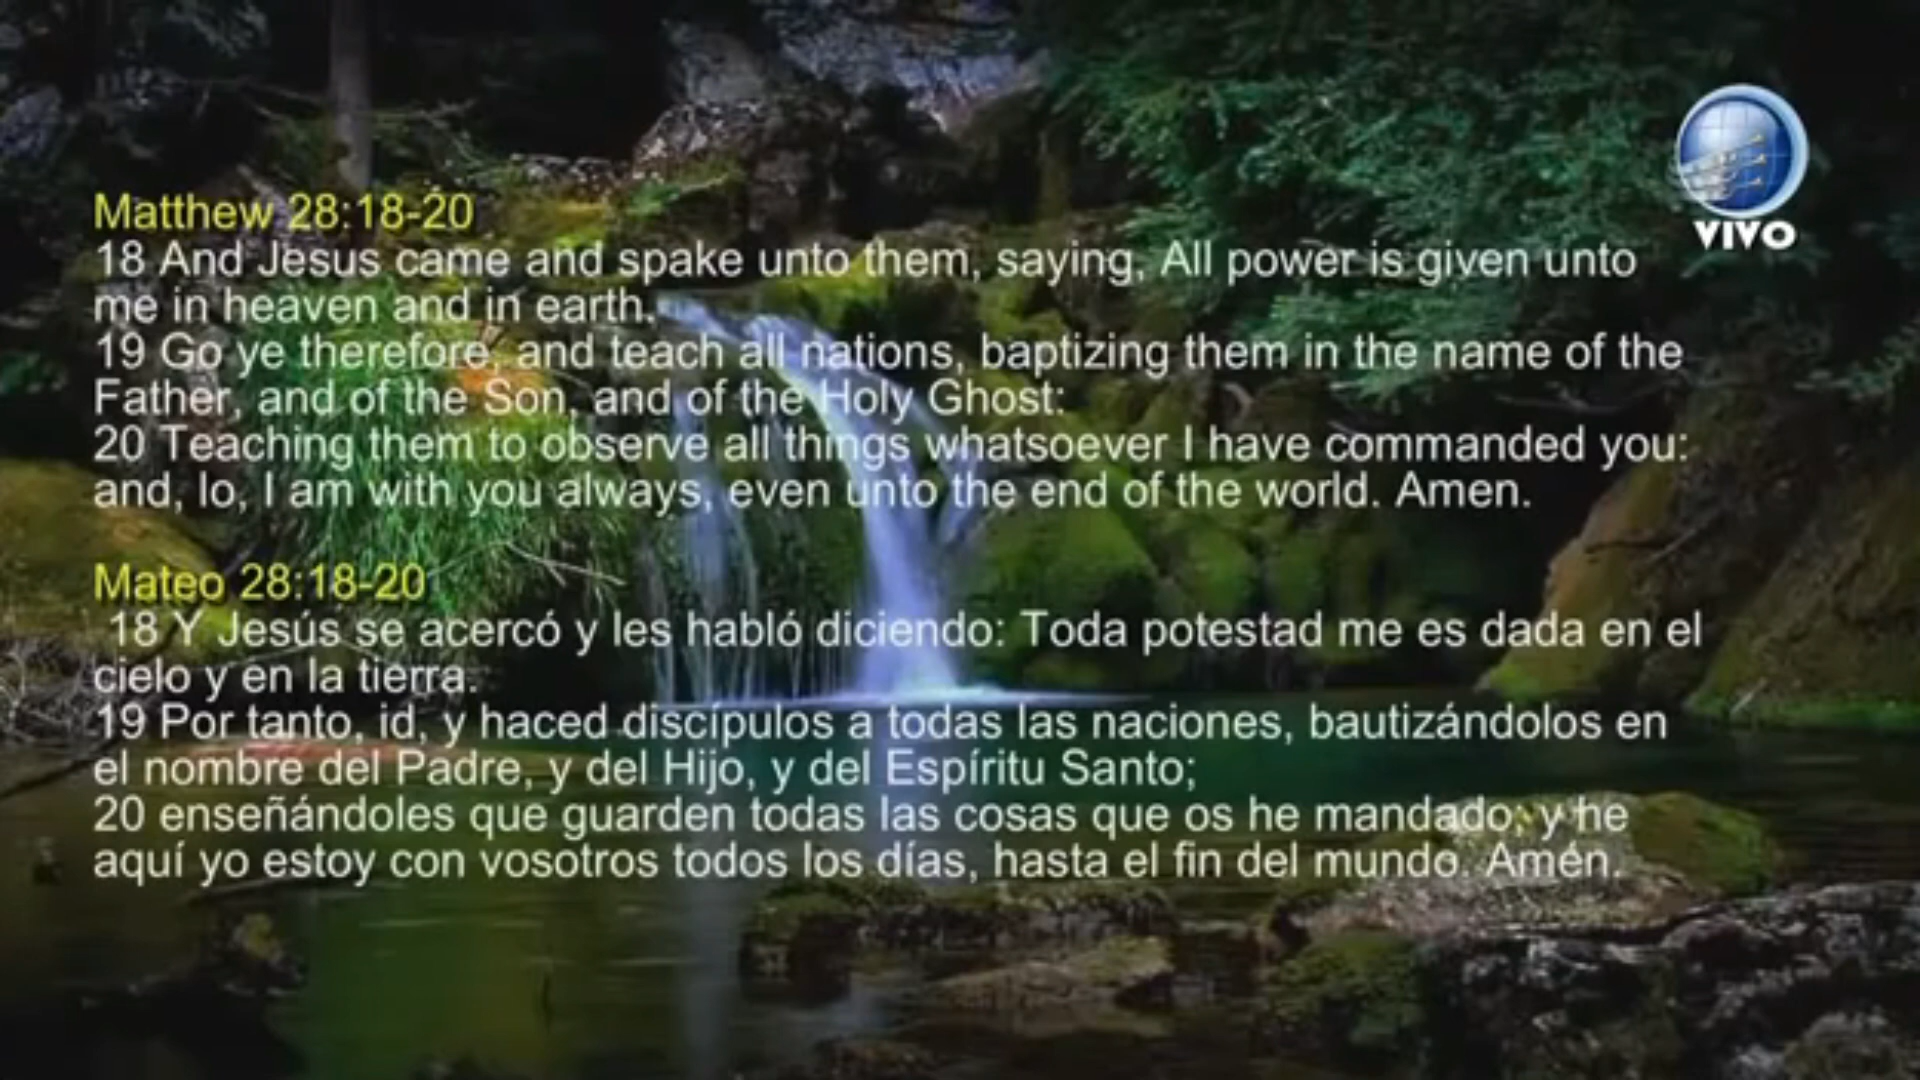 VIVO
Matthew 28:18-20
18 And Jesus came and spake unto them, saying, All power is given unto
me in heaven and in earth.
19 Go ye therefore, and teach all nations, baptizing them in the name of the
Father, and of the Son, and of the Holy Ghost:
20 Teaching them to observe all things whatsoever I have commanded you:
and, lo, I am with you always, even unto the end of the world. Amen.
Mateo 28:18-20
18 Y Jesús se acercó y les habló diciendo: Toda potestad me es dada en el
cielo y en la tierra.
19 Por tanto, id, y haced discípulos a todas las naciones, bautizándolos en
el nombre del Padre, y del Hijo, y del Espíritu Santo;
20 enseñándoles que guarden todas las cosas que os he mandado; y he
aquí yo estoy con vosotros todos los días, hasta el fin del mundo. Amén.